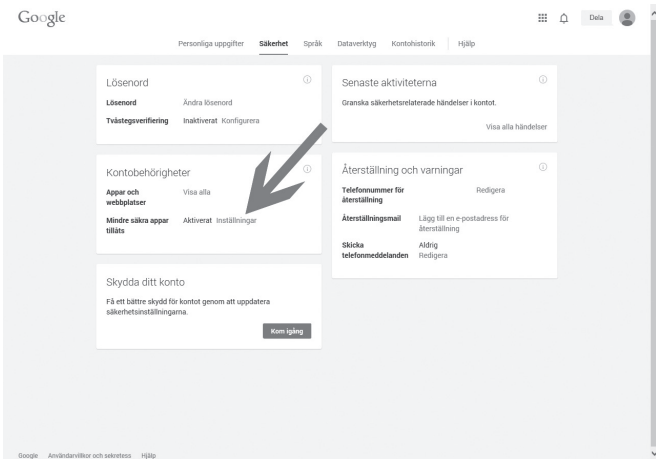 Google
Dela
Personliga uppgifter Säkerhet Språk Dataverktyg Kontohistorik Hjälp
Lösenord
Lösenord Ändra lösenord
Tvåstegsverifiering Inaktiverat Konfigurera
Senaste aktiviteterna
Granska säkerhetsrelaterade händelser i kontot.
Visa alla händelser
Kontobehörigheter
Appar och
webbplatser
Visa alla
Mindre säkra appar
tillåts
Aktiverat Inställningar
Återställning och varningar
Telefonnummer för
återställning
Redigera
Återställningsmail
Lägg till en e-postadress för
återställning
Skicka
telefonmeddelanden
Aldrig
Redigera
Skydda ditt konto
Få ett bättre skydd för kontot genom att uppdatera
säkerhetsinställningarna.
Kom igång
Google Användarvillkor och sekretess Hjälp